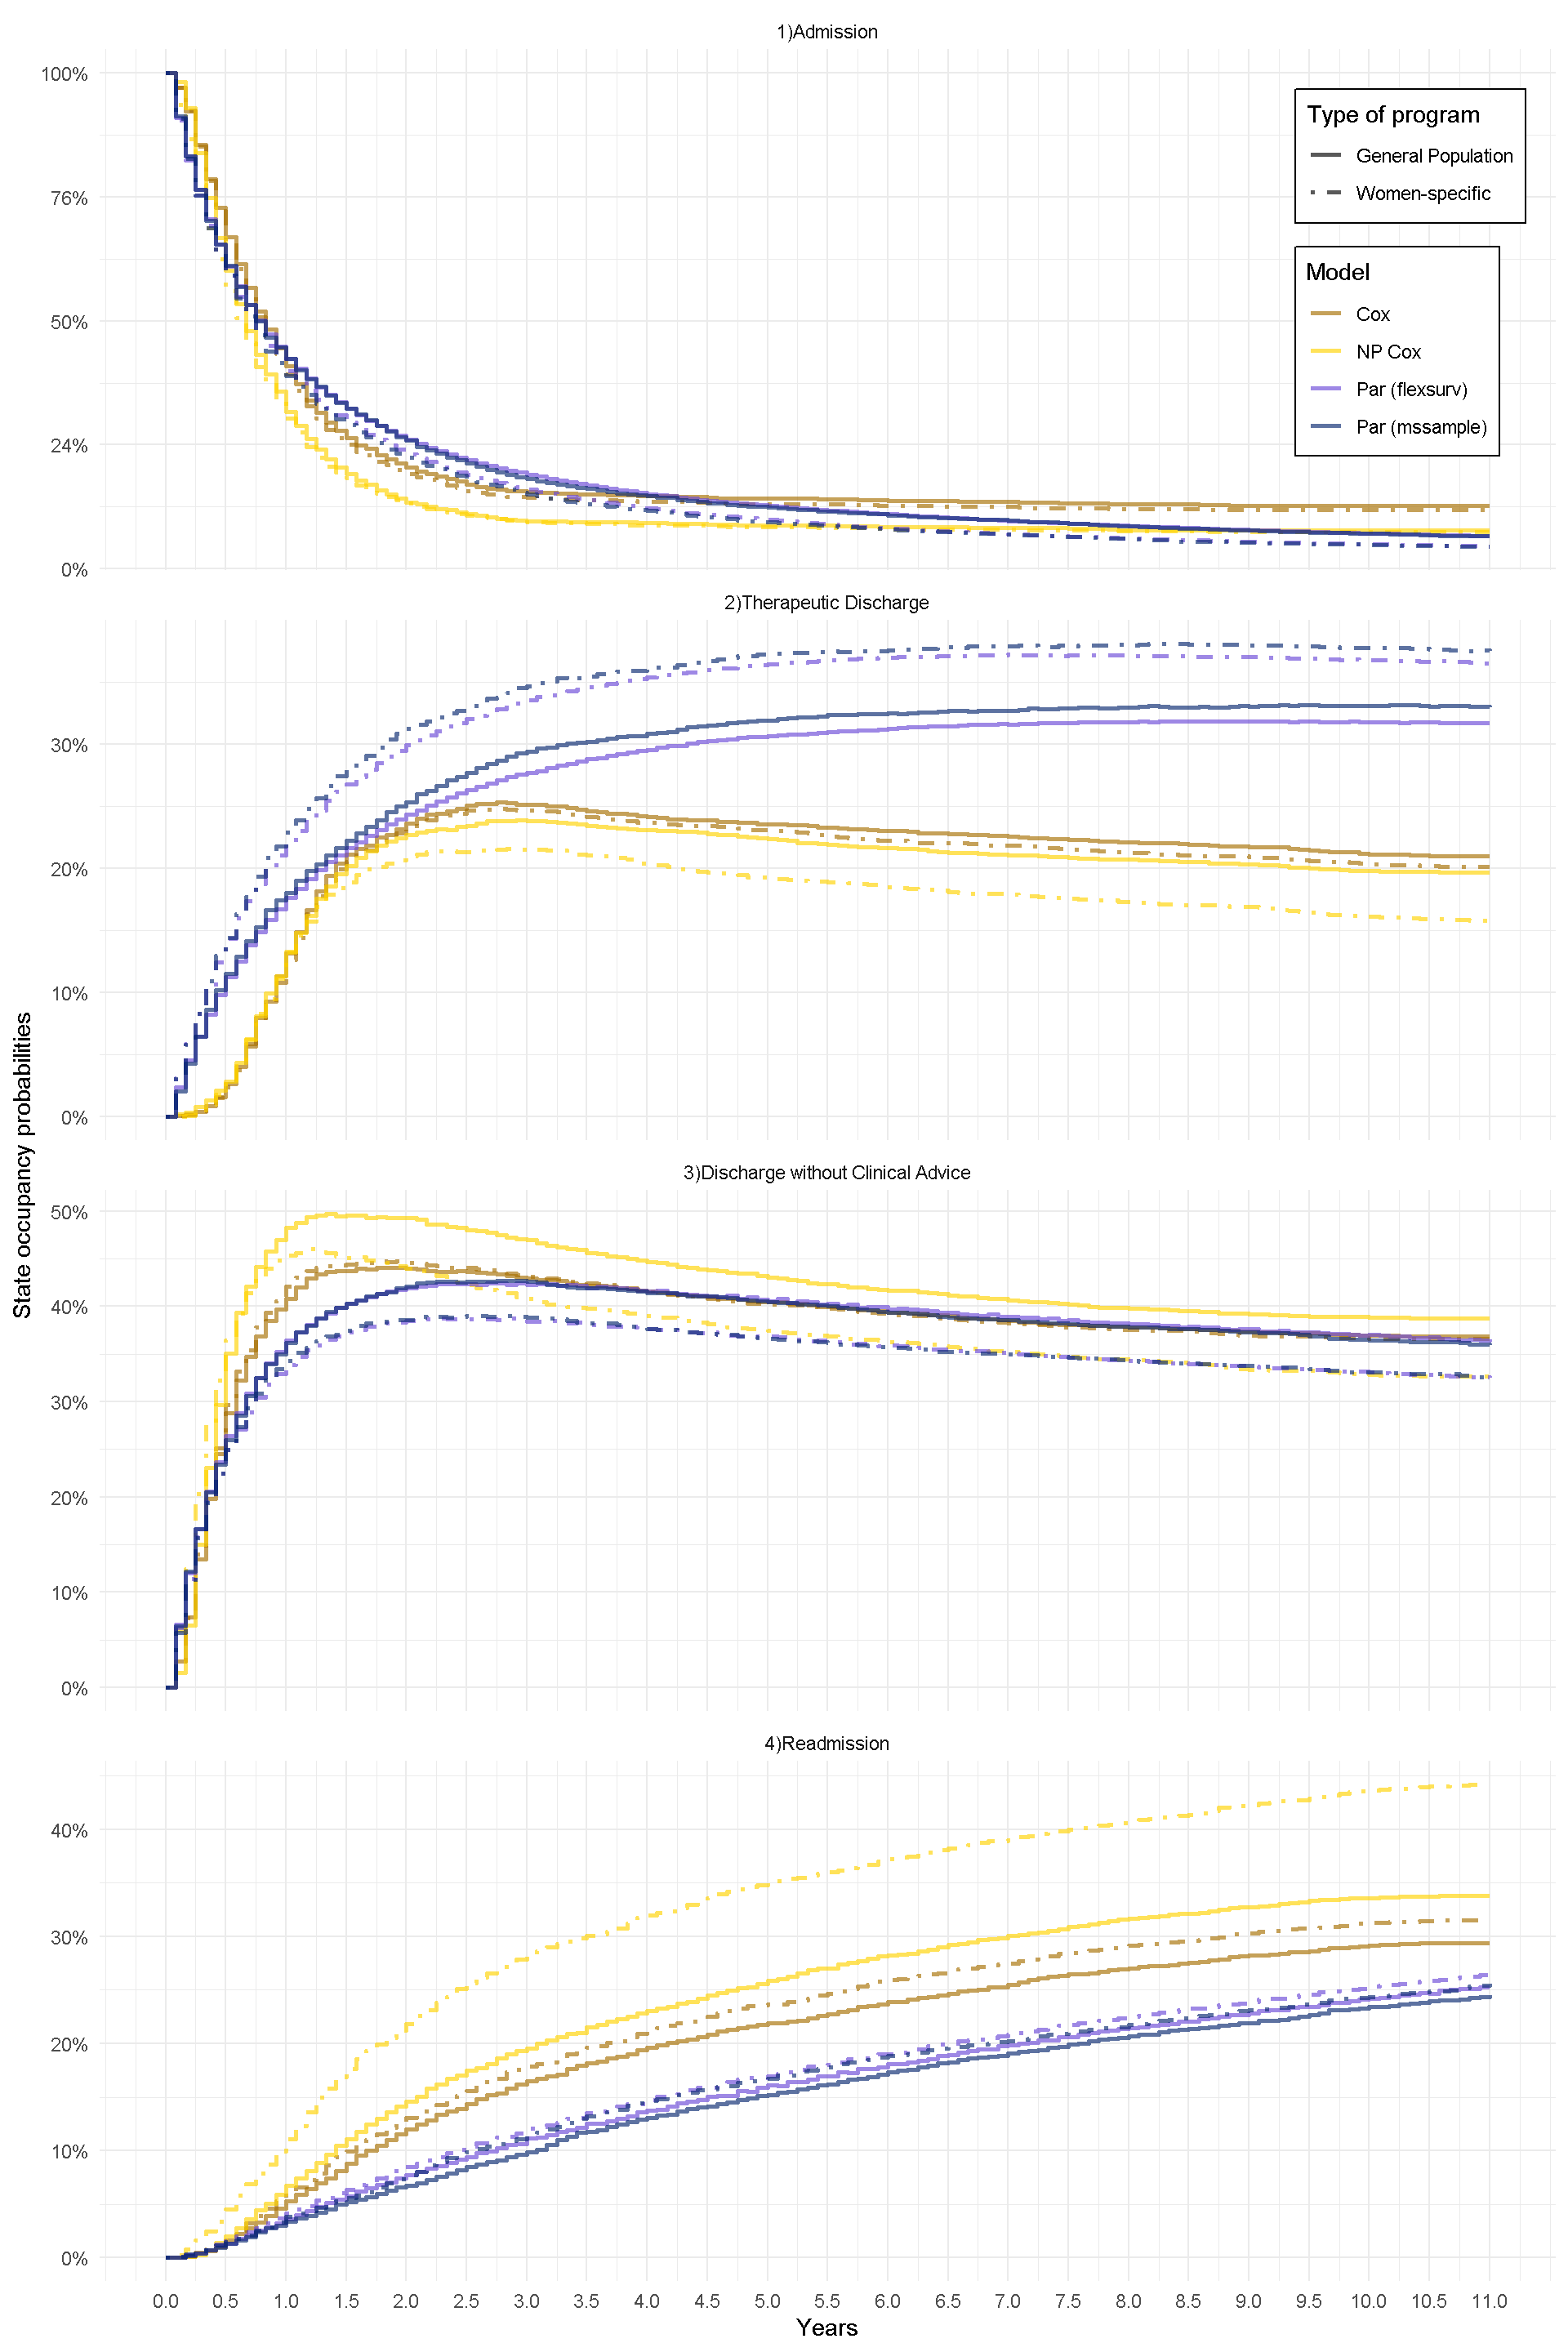 1)Admission
100%
76%
50%
24%
0%
Type of program
General Population
Women-specific
Model
Cox
NP Cox
Par (flexsurv)
Par (mssample)
2)Therapeutic Discharge
30%
20%
10%
0%
State occupancy probabilities
3)Discharge without Clinical Advice
50%
40%
30%
20%
10%
0%
4)Readmission
40%
30%
20%
10%
0%
0.0 0.5 1.0 1.5 2.0 2.5 3.0 3.5 4.0 4.5 5.0 5.5 6.0 6.5 7.0 7.5 8.0 8.5 9.0 9.5 10.0 10.5 11.0
Years